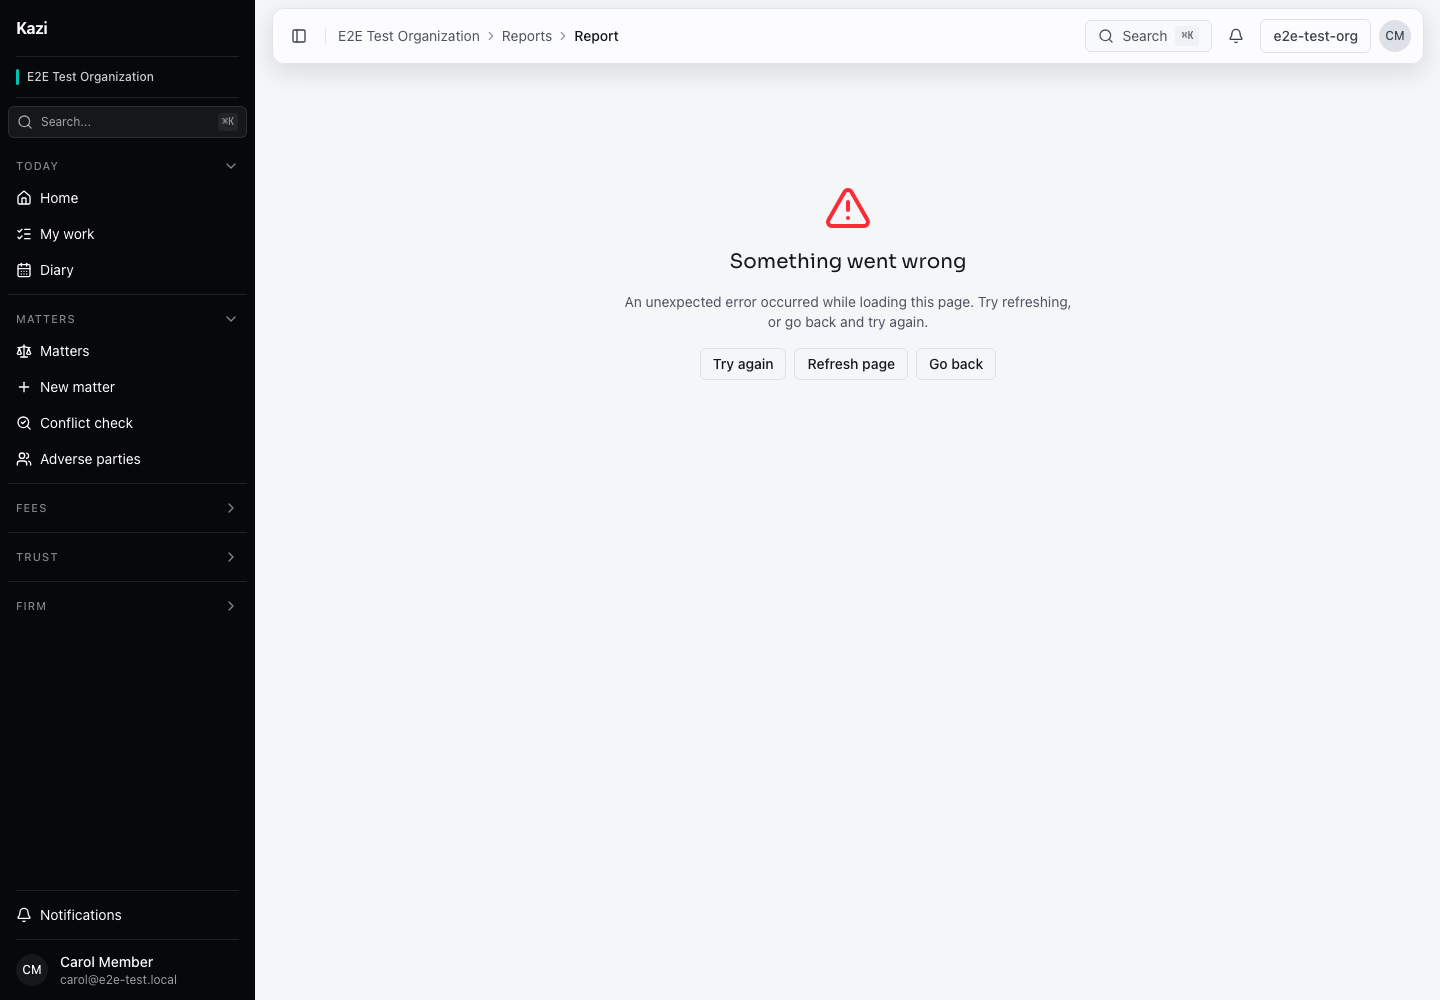 Kazi
E2E Test Organization
Search...
⌘K
TODAY
Home
My work
Diary
MATTERS
Matters
New matter
Conflict check
Adverse parties
FEES
TRUST
FIRM
Notifications
CM
Carol Member
carol@e2e-test.local
E2E Test Organization
Reports
Report
Search
⌘K
e2e-test-org
CM
Something went wrong
An unexpected error occurred while loading this page. Try refreshing,
or go back and try again.
Try again
Refresh page
Go back